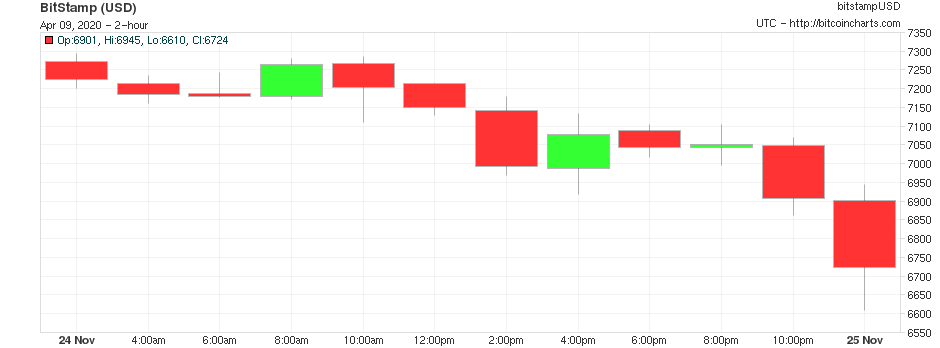 BitStamp (USD)
bitstampUSD
Apr 09, 2020 - 2-hour
UTC - http://bitcoincharts.com
Op:6901, Hi:6945, Lo:6610, Cl:6724
7350
7300
7250
7200
7150
7100
7050
7000
6950
6900
6850
6800
6750
6700
6650
6600
6550
24 Nov 4:00am 6:00am 8:00am 10:00am 12:00pm 2:00pm 4:00pm 6:00pm 8:00pm 10:00pm 25 Nov